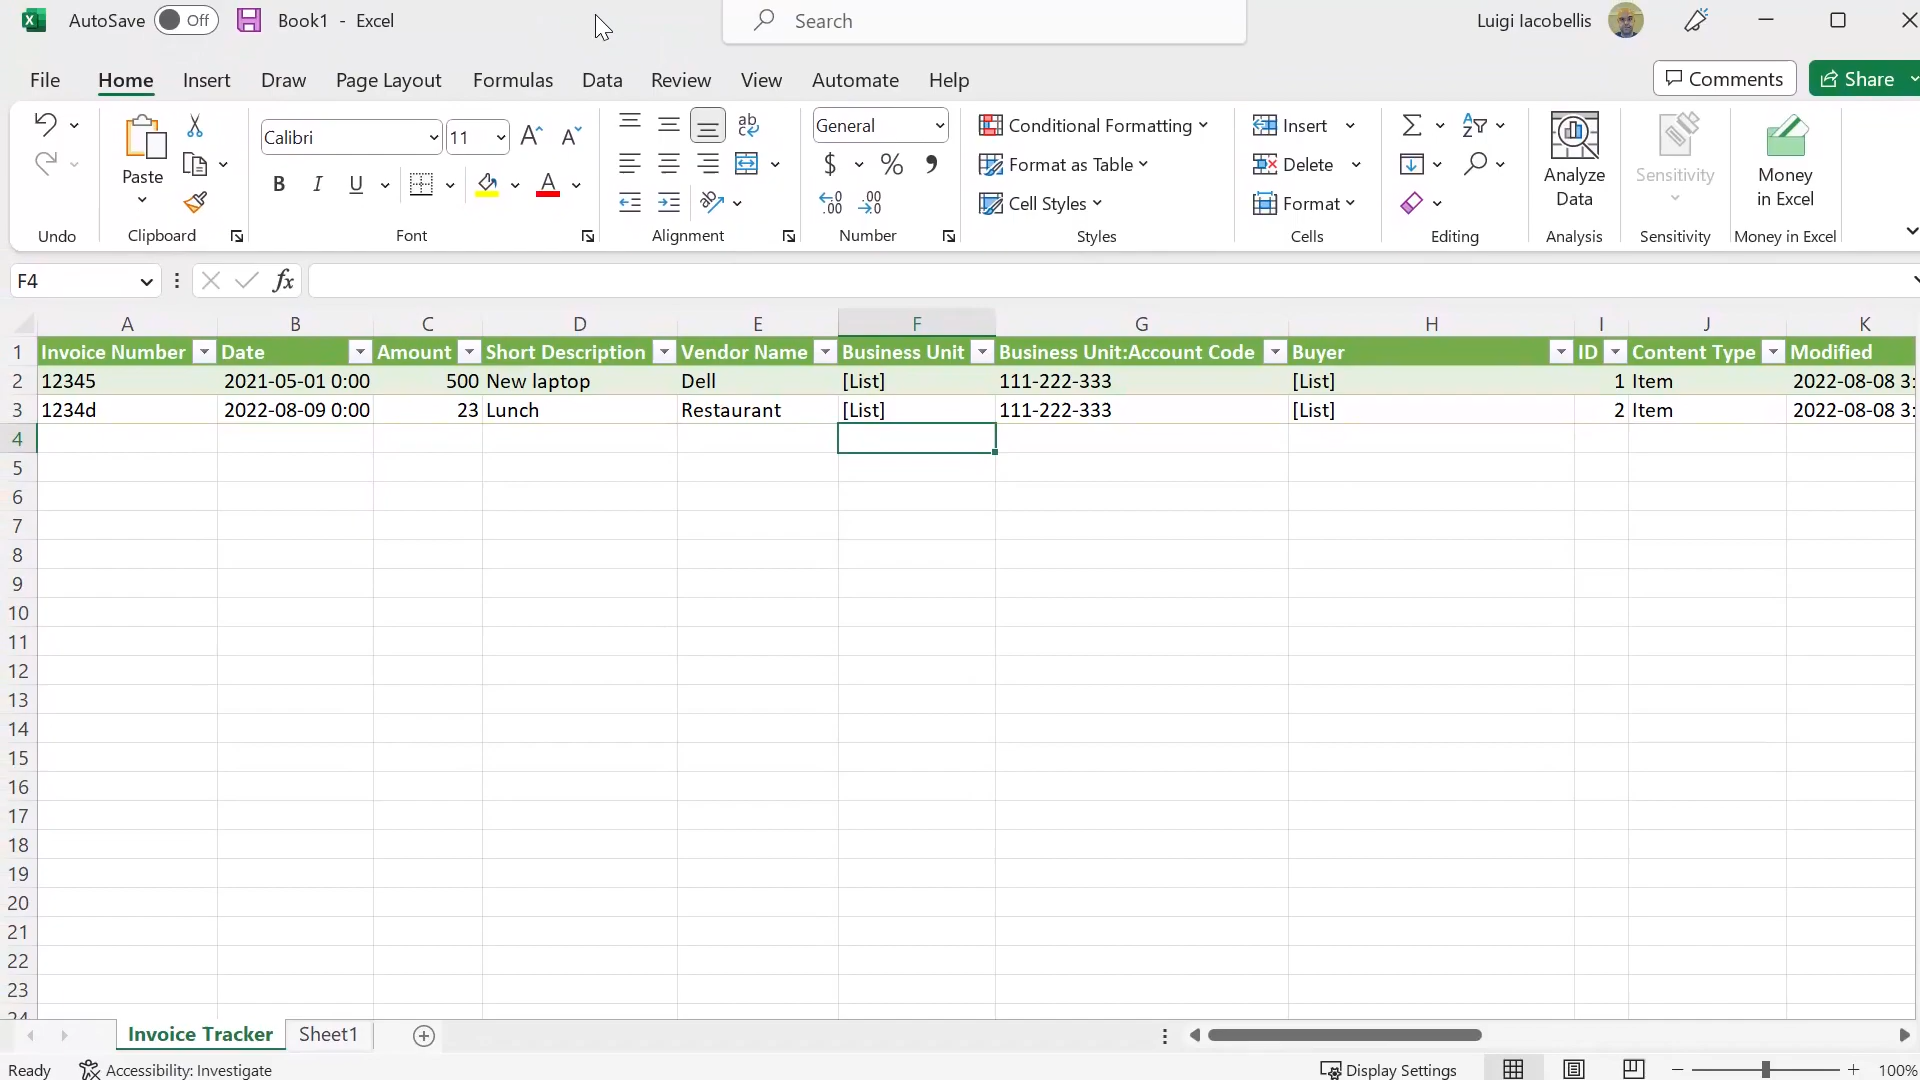 AutoSave Off Book1 - Excel Search Luigi Iacobellis
File Home Insert Draw Page Layout Formulas Data Review View Automate Help Comments Share
Calibri 11 General Conditional Formatting Insert
Paste Format as Table Delete Analyze Data Sensitivity Money in Excel
B I U $ % Cell Styles Format
Undo Clipboard Font Alignment Number Styles Cells Editing Analysis Sensitivity Money in Excel
F4 fx
A B C D E F G H I J K
1 Invoice Number Date Amount Short Description Vendor Name Business Unit Business Unit:Account Code Buyer ID Content Type Modified
2 12345 2021-05-01 0:00 500 New laptop Dell [List] 111-222-333 [List] 1 Item 2022-08-08 3:
3 1234d 2022-08-09 0:00 23 Lunch Restaurant [List] 111-222-333 [List] 2 Item 2022-08-08 3:
4
5
6
7
8
9
10
11
12
13
14
15
16
17
18
19
20
21
22
23
24
Invoice Tracker Sheet1
Ready Accessibility: Investigate Display Settings 100%